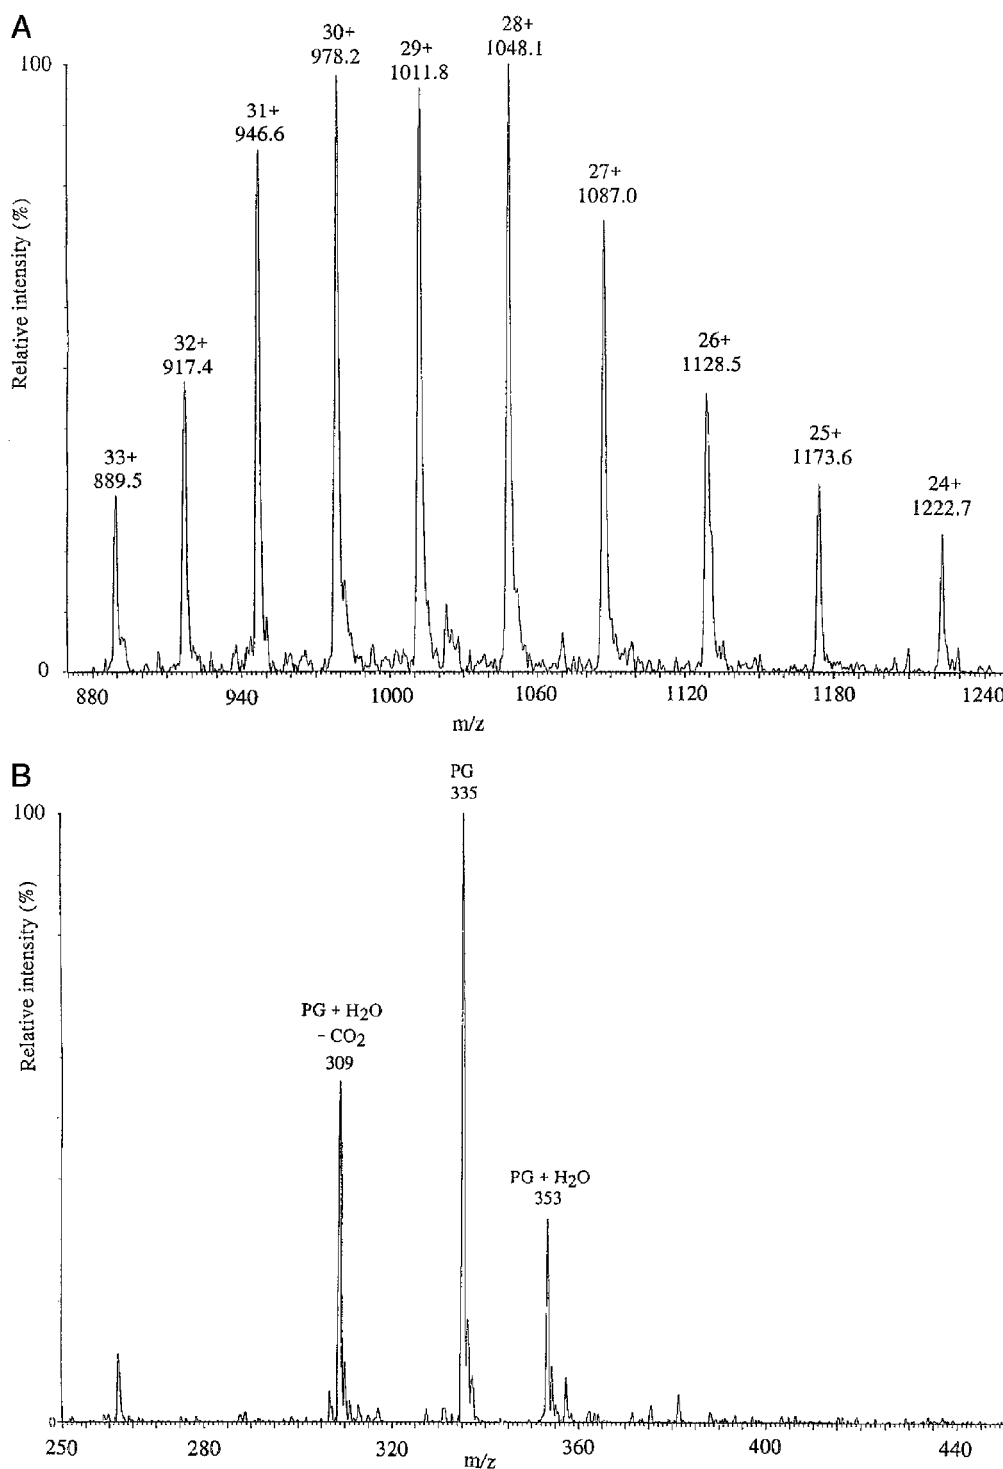 A
28+
1048.1
30+
978.2
29+
1011.8
100
31+
946.6
27+
1087.0
Relative intensity (%)
32+
917.4
26+
1128.5
25+
1173.6
33+
889.5
24+
1222.7
0
880 940 1000 1060 1120 1180 1240
m/z
B
PG
335
100
Relative intensity (%)
PG + H2O
- CO2
309
PG + H2O
353
0
250 280 320 360 400 440
m/z